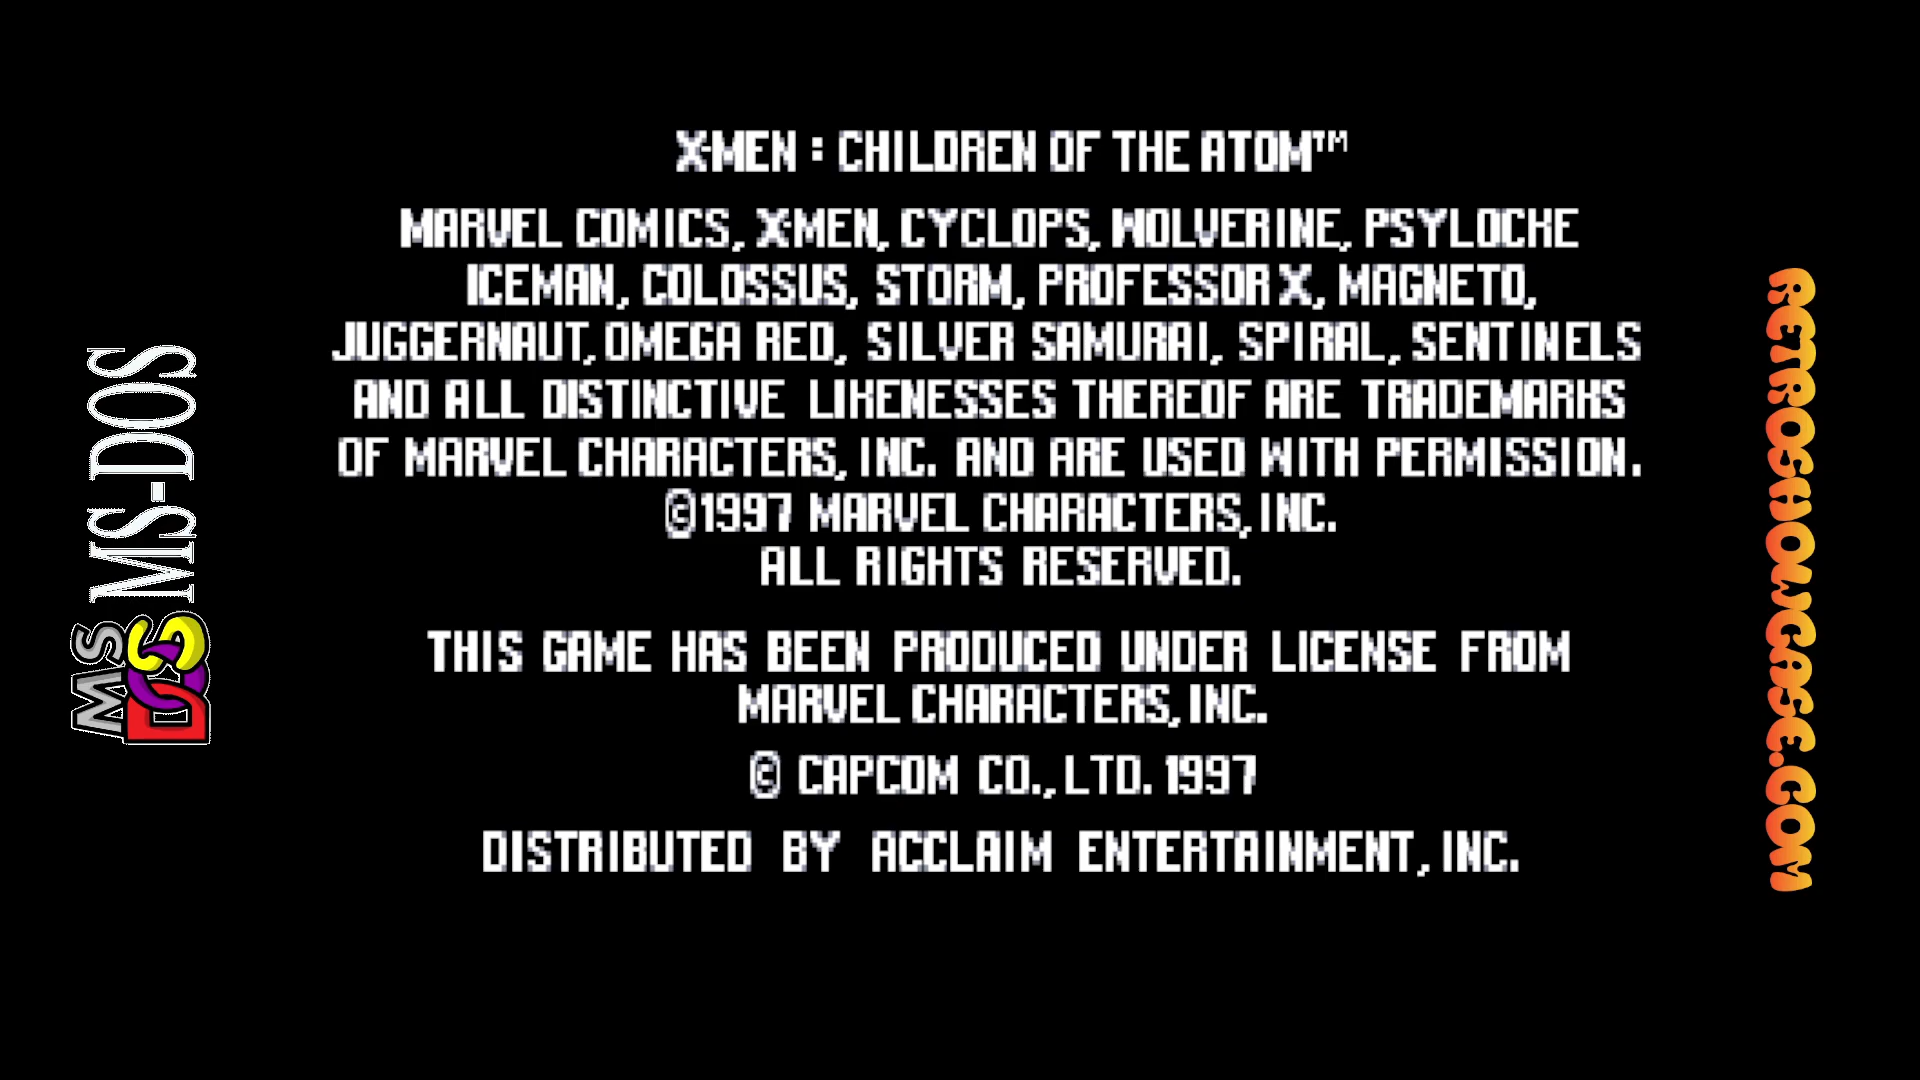 X-MEN : CHILDREN OF THE ATOM™
MARVEL COMICS, X-MEN, CYCLOPS, WOLVERINE, PSYLOCKE
ICEMAN, COLOSSUS, STORM, PROFESSOR X, MAGNETO,
JUGGERNAUT, OMEGA RED, SILVER SAMURAI, SPIRAL, SENTINELS
AND ALL DISTINCTIVE LIKENESSES THEREOF ARE TRADEMARKS
OF MARVEL CHARACTERS, INC. AND ARE USED WITH PERMISSION.
©1997 MARVEL CHARACTERS, INC.
ALL RIGHTS RESERVED.
THIS GAME HAS BEEN PRODUCED UNDER LICENSE FROM
MARVEL CHARACTERS, INC.
© CAPCOM CO., LTD. 1997
DISTRIBUTED BY ACCLAIM ENTERTAINMENT, INC.
MS DOS
MS-DOS
RETROSHOWCASE.COM